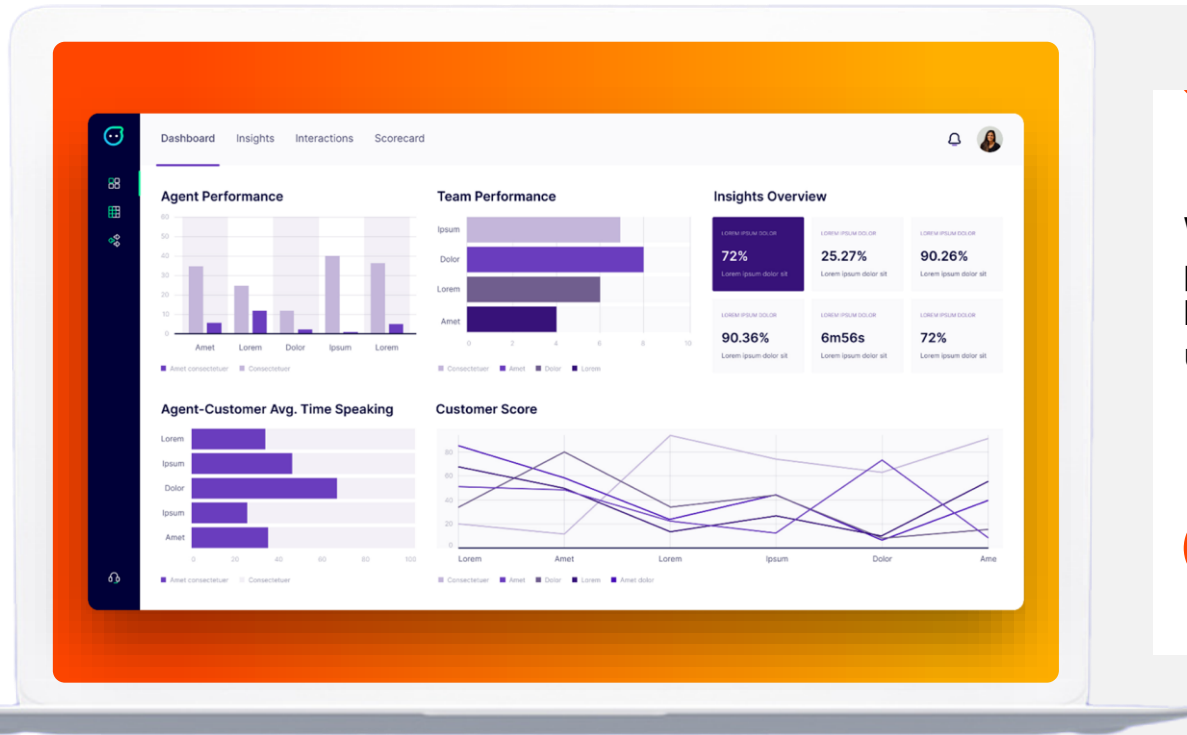 Dashboard Insights Interactions Scorecard
Agent Performance
60
50
40
30
20
10
0
Amet Lorem Dolor Ipsum Lorem
Amet consectetuer Consectetuer
Team Performance
Ipsum
Dolor
Lorem
Amet
0 2 4 6 8 10
Consectetuer Amet Dolor Lorem
Insights Overview
LOREM IPSUM DOLOR
72%
Lorem ipsum dolor sit
LOREM IPSUM DOLOR
25.27%
Lorem ipsum dolor sit
LOREM IPSUM DOLOR
90.26%
Lorem ipsum dolor sit
LOREM IPSUM DOLOR
90.36%
Lorem ipsum dolor sit
LOREM IPSUM DOLOR
6m56s
Lorem ipsum dolor sit
LOREM IPSUM DOLOR
72%
Lorem ipsum dolor sit
Agent-Customer Avg. Time Speaking
Lorem
Ipsum
Dolor
Ipsum
Amet
0 20 40 60 80 100
Amet consectetuer Consectetuer
Customer Score
80
60
40
20
0
Lorem Amet Lorem Ipsum Dolor Ame
Consectetuer Amet Dolor Lorem Amet dolor